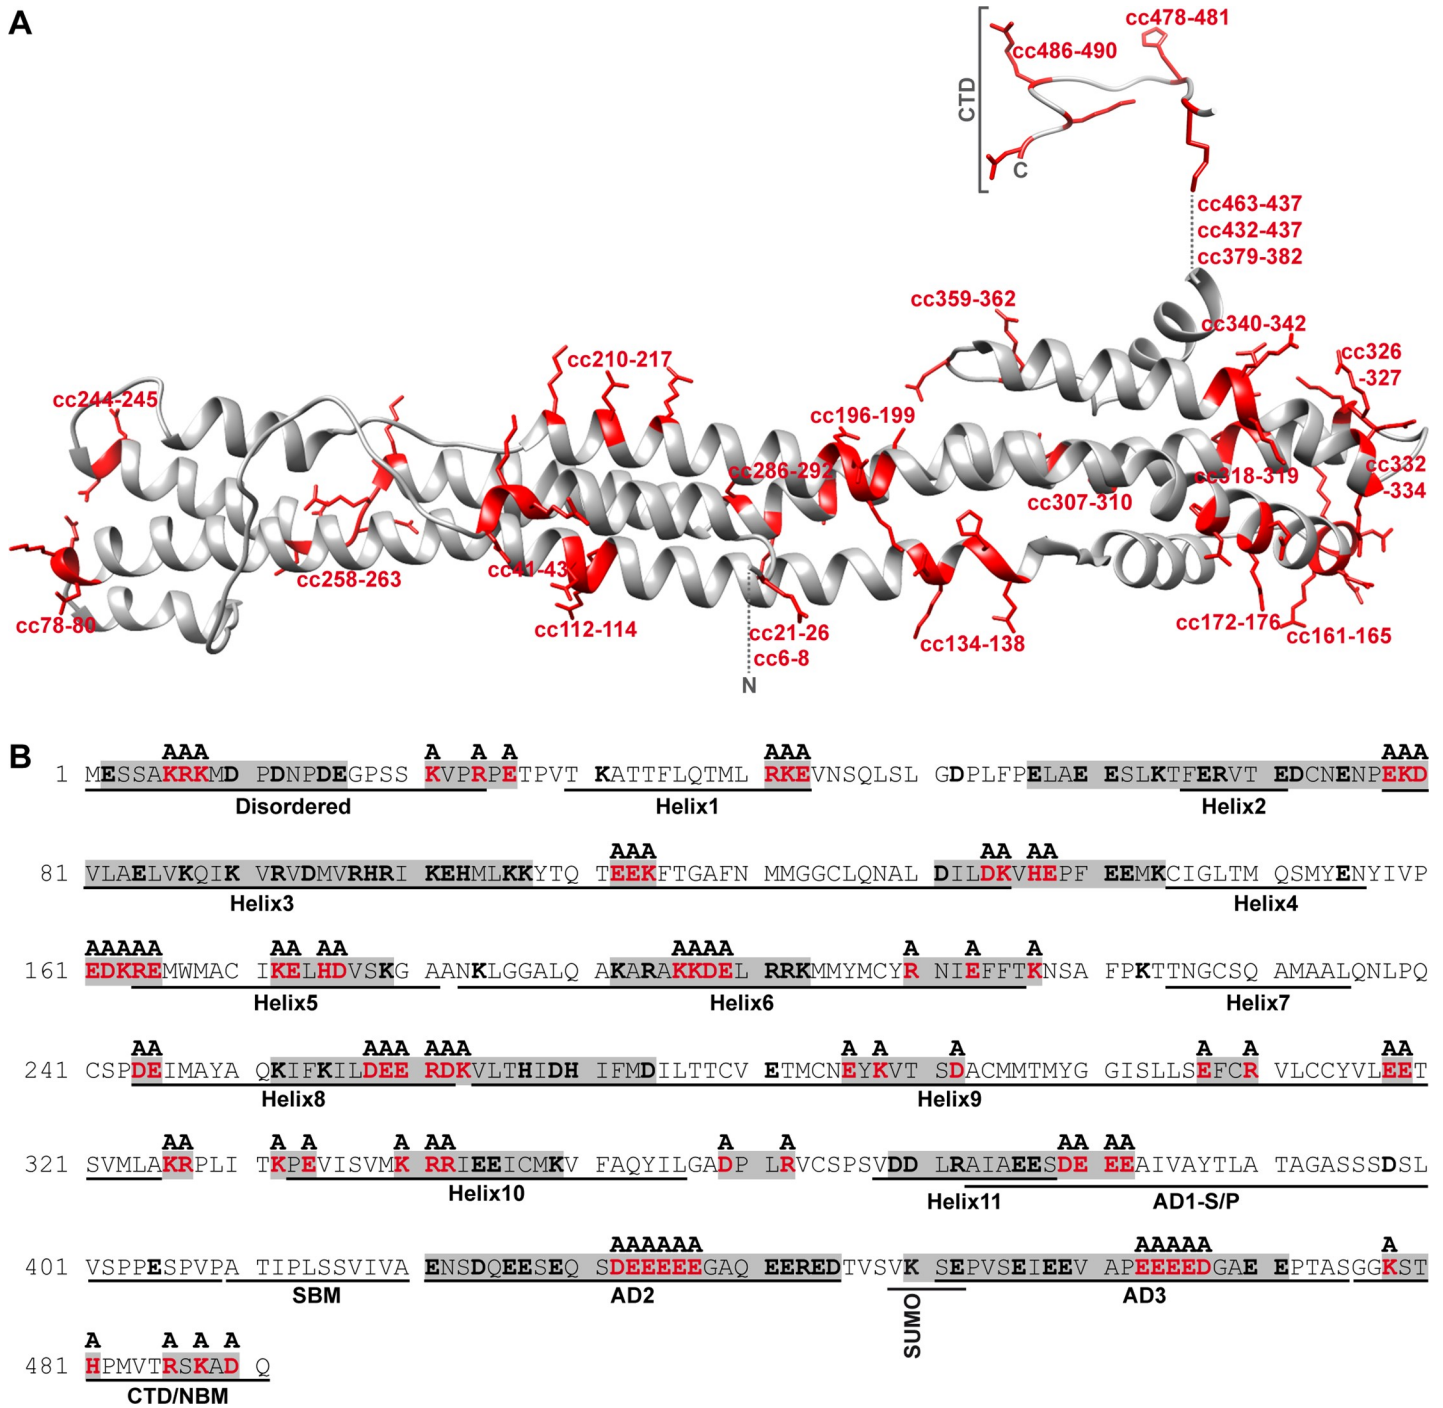 A
cc478-481
cc486-490
CTD
C
cc463-437
cc432-437
cc379-382
cc359-362
cc340-342
cc326
-327
cc210-217
cc244-245
cc196-199
cc286-292
cc332
-334
cc318-319
cc307-310
cc258-263
cc41-43
cc78-80
cc112-114
cc21-26
cc6-8
cc134-138
cc172-176
cc161-165
N
B
AAA A A A AAA AAA
1 MESSAKRKMD PDNPDEGPSS KVPRPETPVT KATTFLQTML RKEVNSQLSL GDPLFPELAE ESLKTFERVT EDCNENPEKD
Disordered Helix1 Helix2
AAA AA AA
81 VLAELVKQIK VRVDMVRHRI KEHMLKKYTQ TEEKFTGAFN MMGGCLQNAL DILDKVHEPF EEMKCIGLTM QSMYENYIVP
Helix3 Helix4
AAAAA AA AA AAAA A A A
161 EDKREMWMAC IKELHDVSKG AANKLGGALQ AKARAKKDEL RRKMMYMCYR NIEFFTKNSA FPKTTNGCSQ AMAALQNLPQ
Helix5 Helix6 Helix7
AA AAA AAA A A A A A AA
241 CSPDEIMAYA QKIFKILDEE RDKVLTHIDH IFMDILTTCV ETMCNEYKVT SDACMMTMYG GISLLSEFCR VLCCYVLEET
Helix8 Helix9
AA A A A AA A A AA AA
321 SVMLAKRPLI TKPEVISVMK RRIEEICMKV FAQYILGADP LRVCSPSVDD LRAIAEESDE EEAIVAYTLA TAGASSSDSL
Helix10 Helix11 AD1-S/P
AAAAAA AAAAA A
401 VSPPESPVPA TIPLSSVIVA ENSDQEESEQ SDEEEEEGAQ EEREDTVSVK SEPVSEIEEV APEEEEDGAE EPTASGGKST
SBM AD2 SUMO AD3
A A A A
481 HPMVTRSKAD Q
CTD/NBM